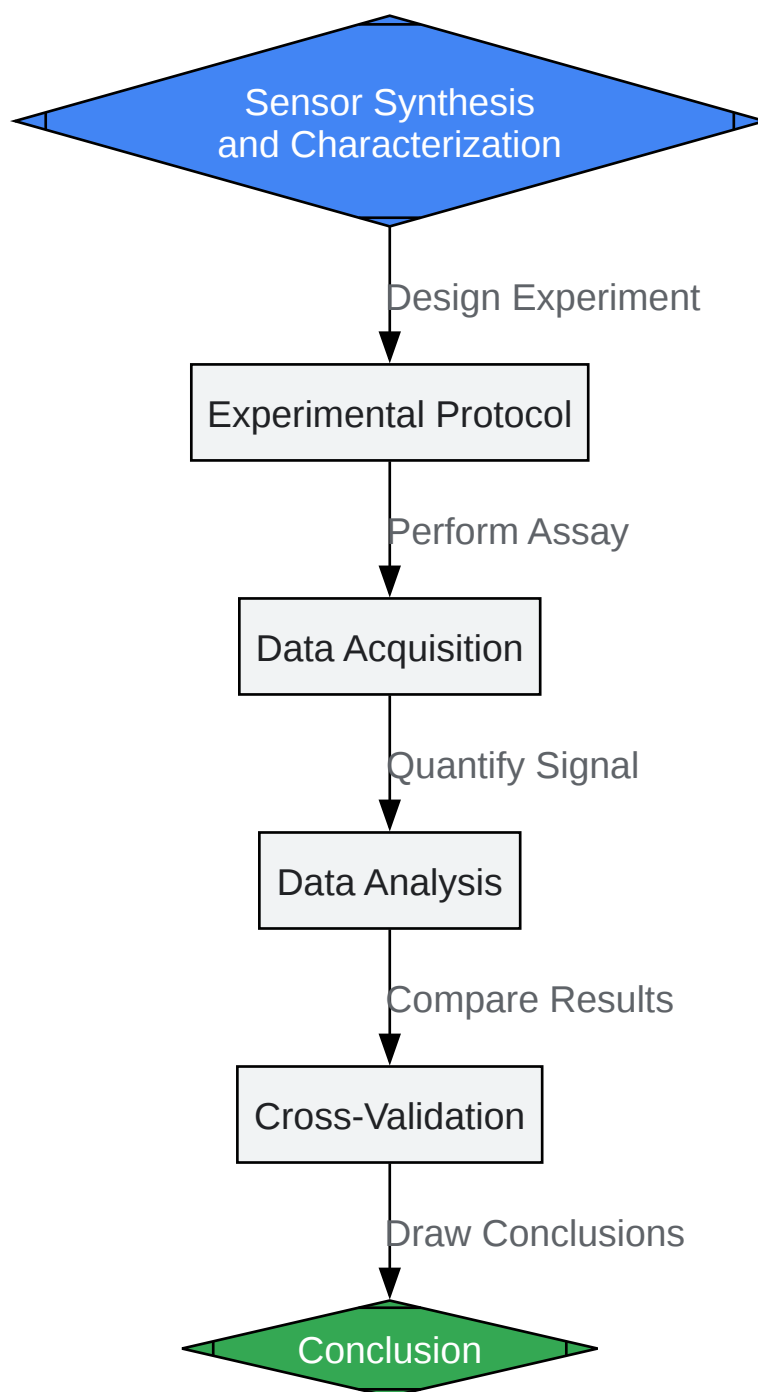 Sensor Synthesis
and Characterization
Design Experiment
Experimental Protocol
Perform Assay
Data Acquisition
Quantify Signal
Data Analysis
Compare Results
Cross-Validation
Draw Conclusions
Conclusion